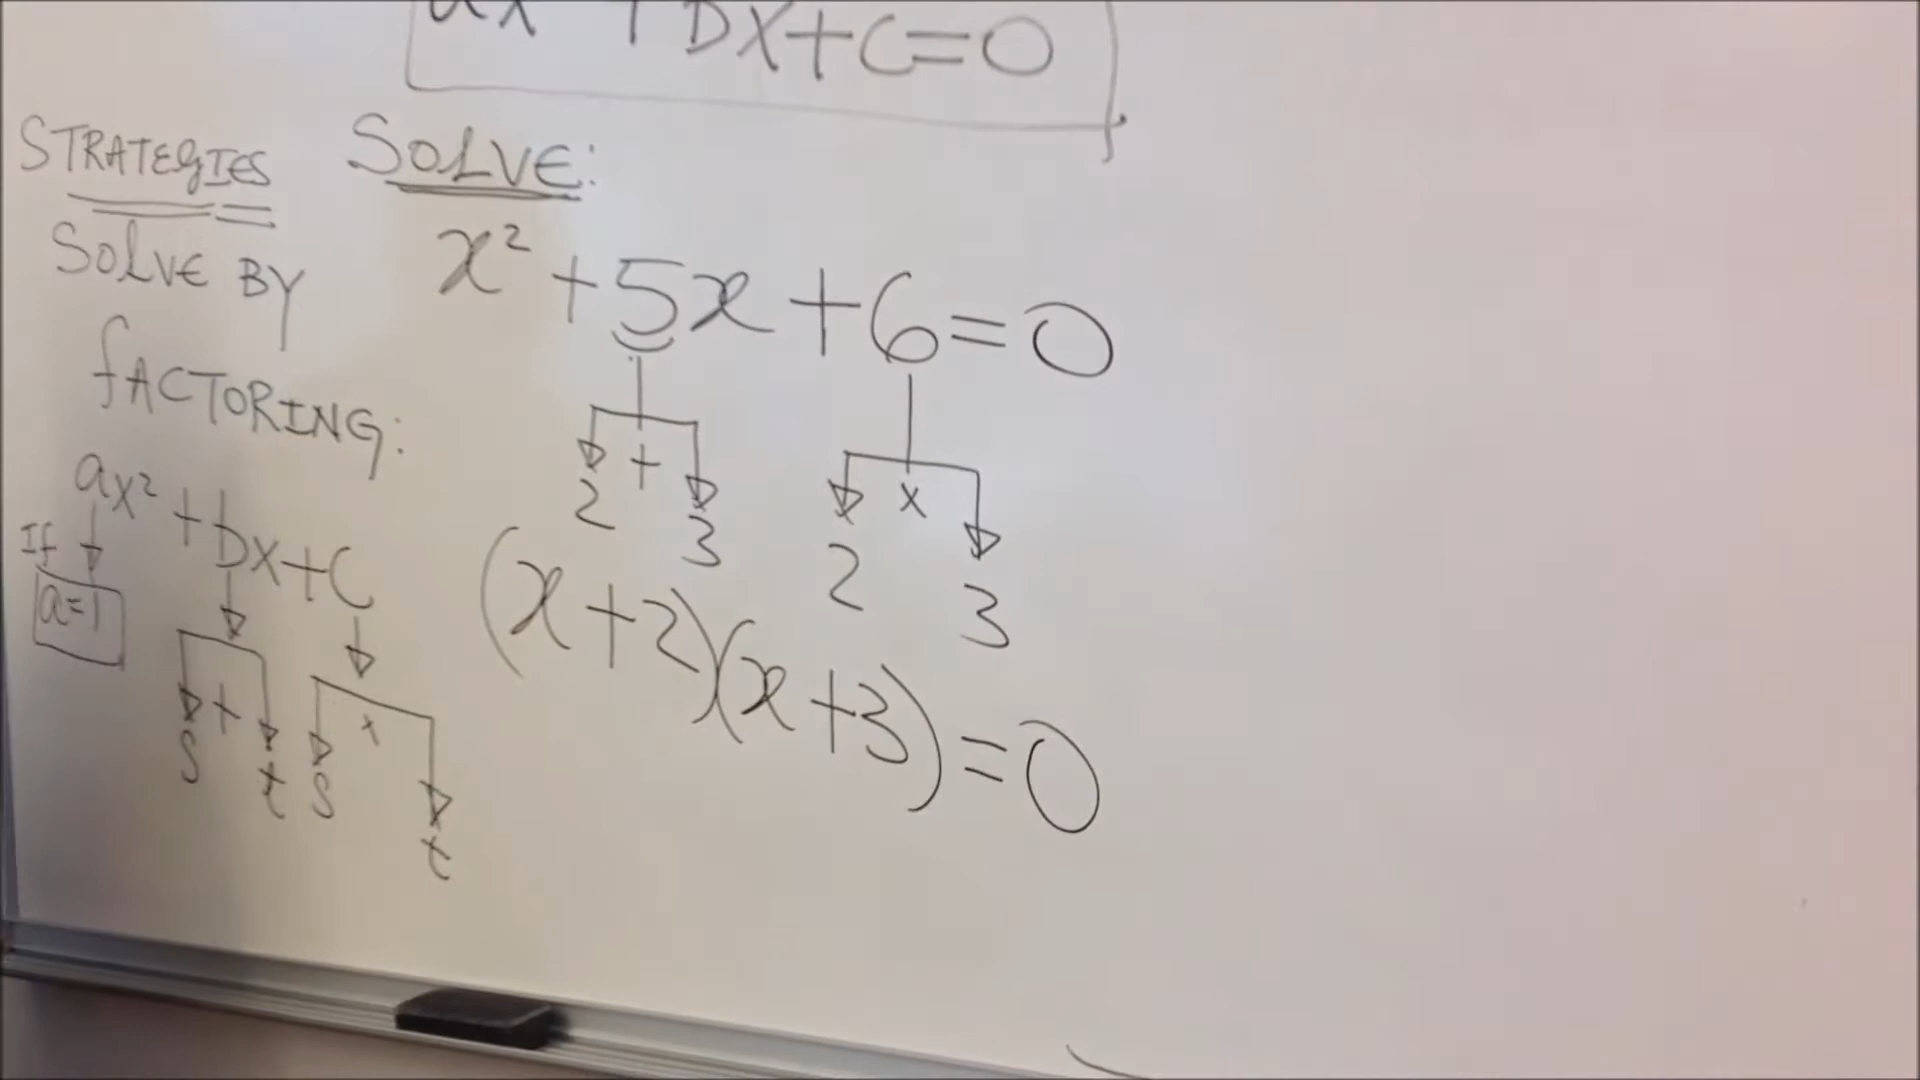 ax + bx + c = 0
STRATEGIES
SOLVE BY
fACTORING:
ax² + bx + c
If
a=1
s + t
s x t
SOLVE:
x² + 5x + 6 = 0
2 + 3
2 x 3
(x+2)(x+3) = 0